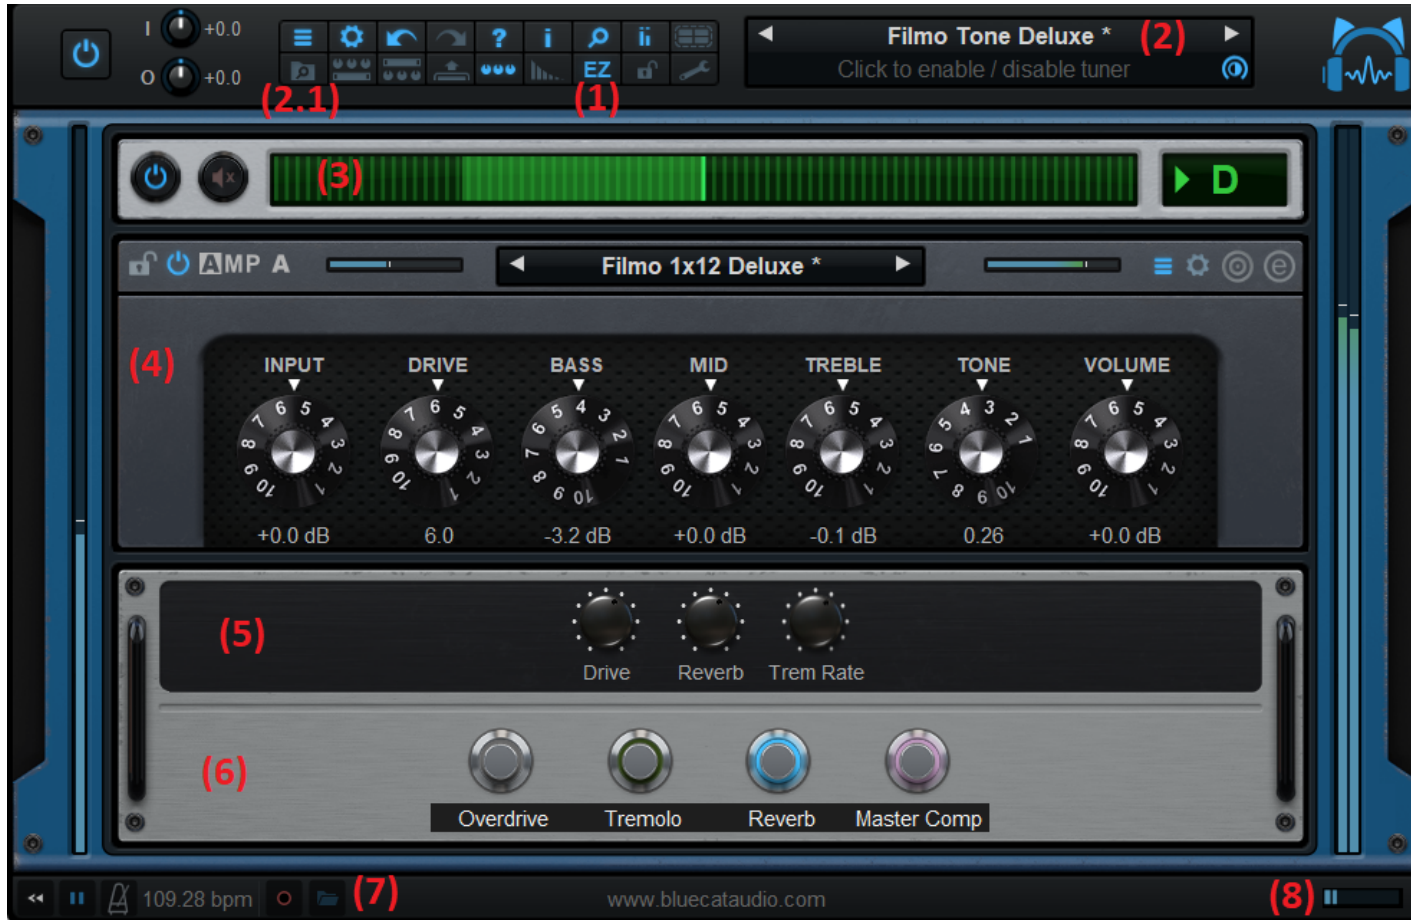 I +0.0
O +0.0
?
i
EZ
(2.1)
(1)
Filmo Tone Deluxe *
(2)
Click to enable / disable tuner
(3)
D
AMP A
Filmo 1x12 Deluxe *
e
(4)
INPUT DRIVE BASS MID TREBLE TONE VOLUME
+0.0 dB 6.0 -3.2 dB +0.0 dB -0.1 dB 0.26 +0.0 dB
(5)
Drive Reverb Trem Rate
(6)
Overdrive Tremolo Reverb Master Comp
109.28 bpm
(7)
www.bluecataudio.com
(8)